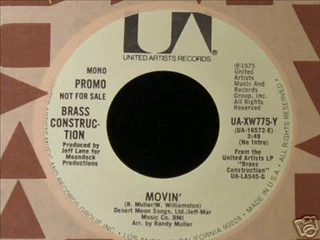 UA
UNITED ARTISTS RECORDS
MONO
PROMO
NOT FOR SALE
BRASS
CONSTRUC-
TION
Produced by
Jeff Lane for
Moondock
Productions
℗1975
United
Artists
Music And
Records
Group, Inc.
All Rights
Reserved
UA-XW775-Y
(UA-16572-E)
3:49
(No Intro)
From the
United Artists LP
"Brass
Construction"
UA-LA545-G
MOVIN'
(R. Muller/W. Williamston)
Desert Moon Songs, Ltd./Jeff-Mar
Music Co. BMI
Arr. by Randy Muller
CALIFORNIA 90028